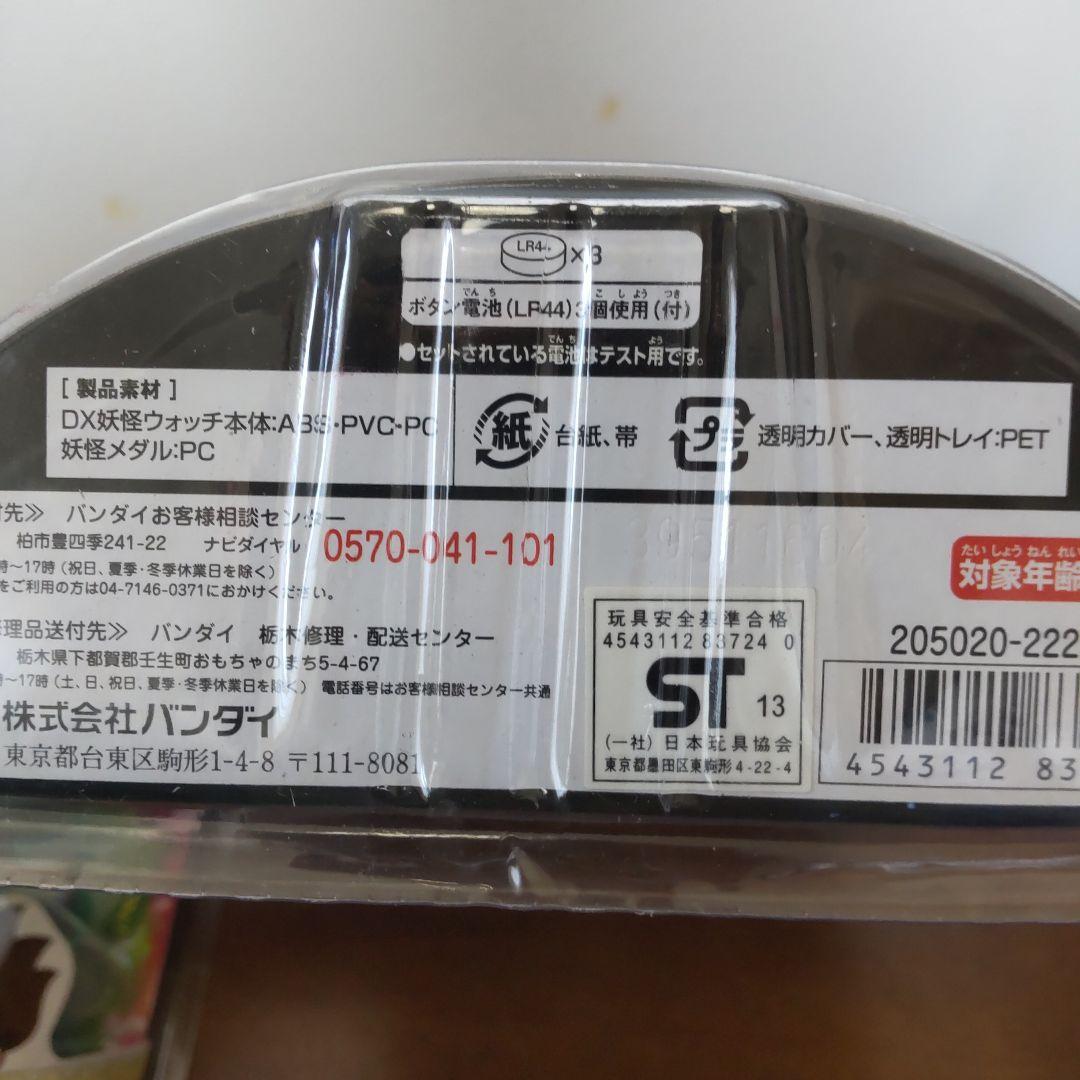 LR44 ×3
ボタン電池(LR44)3個使用(付)
●セットされている電池はテスト用です。
[ 製品素材 ]
DX妖怪ウォッチ本体:ABS・PVC・PC
妖怪メダル:PC
紙 台紙、帯
プラ 透明カバー、透明トレイ:PET
付先≫ バンダイお客様相談センター
柏市豊四季241-22 ナビダイヤル 0570-041-101
時〜17時(祝日、夏季・冬季休業日を除く)
をご利用の方は04-7146-0371におかけください。
修理品送付先≫ バンダイ 栃木修理・配送センター
栃木県下都賀郡壬生町おもちゃのまち5-4-67
時〜17時(土、日、祝日、夏季・冬季休業日を除く) 電話番号はお客様相談センター共通
株式会社バンダイ
東京都台東区駒形1-4-8 〒111-8081
玩具安全基準合格
4543112 83724 0
ST 13
(一社)日本玩具協会
東京都墨田区東駒形4-22-4
対象年齢
205020-222
4543112 83